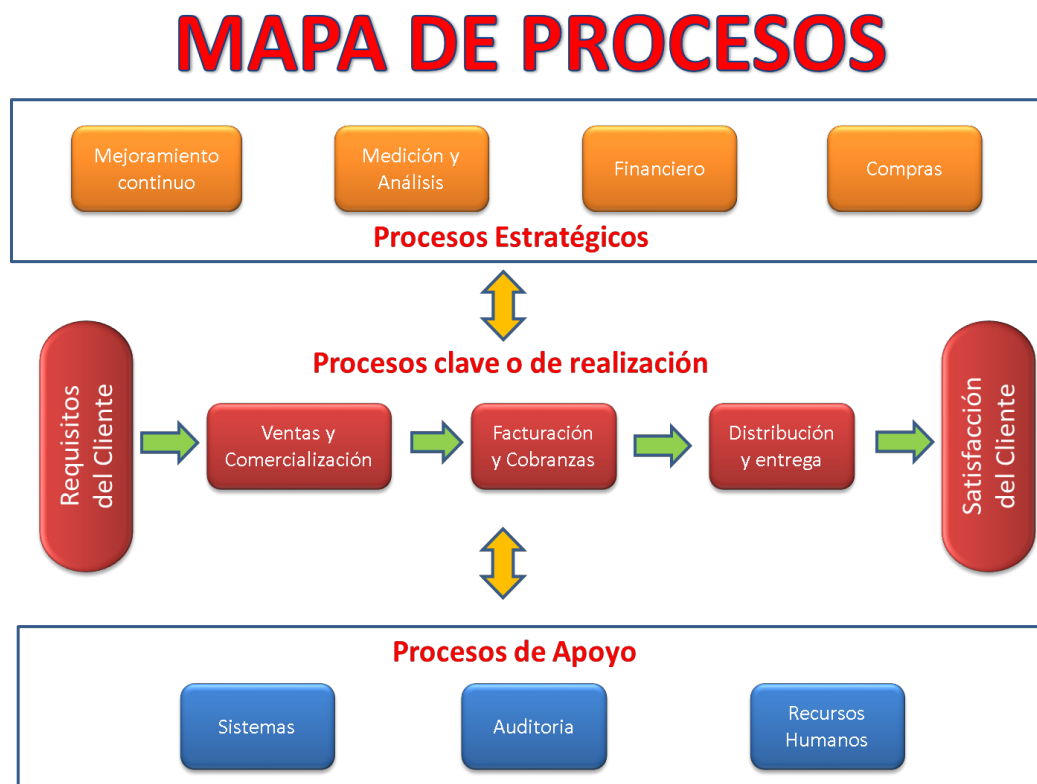 MAPA DE PROCESOS
Mejoramiento
continuo
Medición y
Análisis
Financiero
Compras
Procesos Estratégicos
Procesos clave o de realización
Requisitos
del Cliente
Ventas y
Comercialización
Facturación
y Cobranzas
Distribución
y entrega
Satisfacción
del Cliente
Procesos de Apoyo
Sistemas
Auditoria
Recursos
Humanos